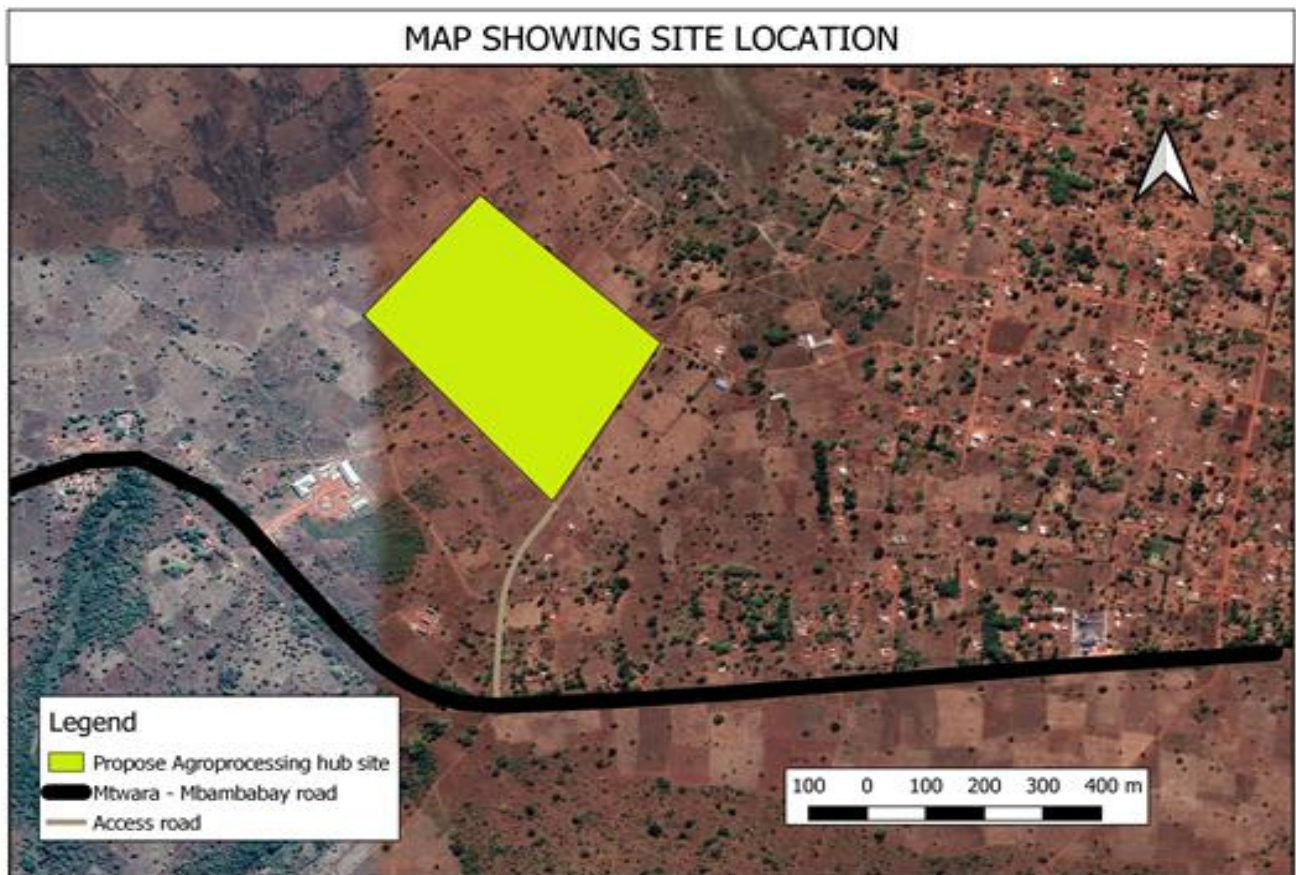 MAP SHOWING SITE LOCATION
Legend
Propose Agroprocessing hub site
Mtwara - Mbambabay road
Access road
100 0 100 200 300 400 m